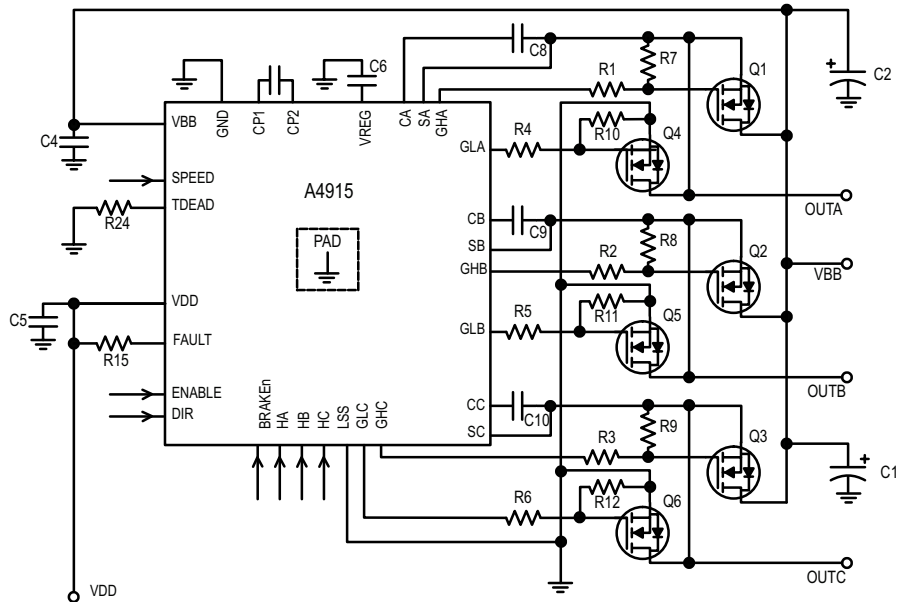 C8
R7
Q1
+
C2
C6
R1
C4
VBB
GND
CP1
CP2
VREG
CA
SA
GHA
R10
Q4
GLA
R4
SPEED
A4915
TDEAD
R24
OUTA
CB
C9
PAD
SB
R8
Q2
GHB
R2
VBB
VDD
R11
Q5
C5
GLB
R5
FAULT
R15
OUTB
ENABLE
DIR
BRAKEn
HA
HB
HC
LSS
GLC
GHC
CC
C10
SC
R9
Q3
R3
+
C1
R6
R12
Q6
OUTC
VDD